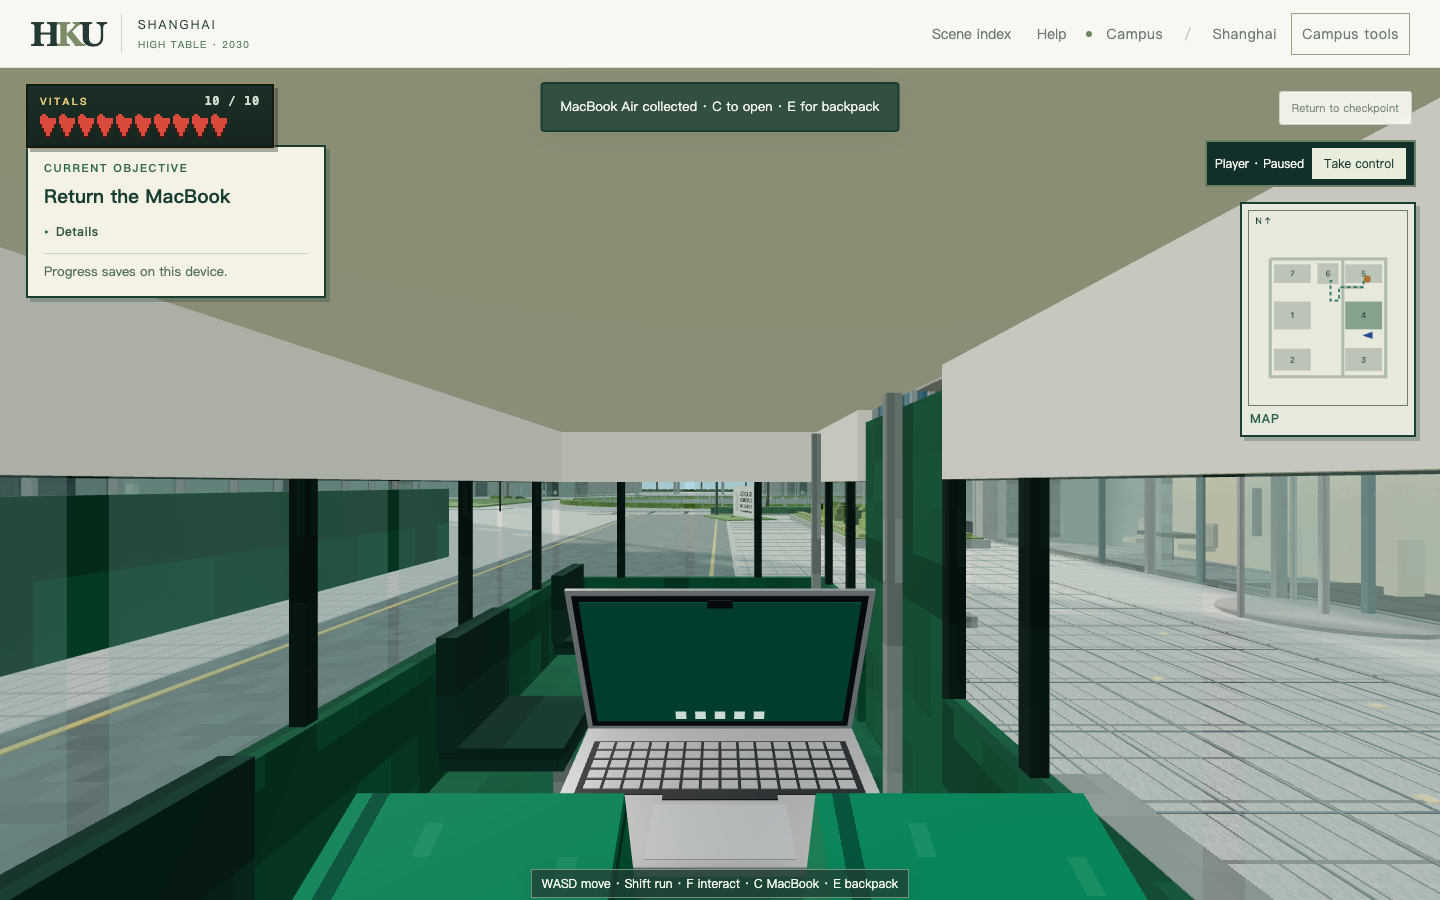 HKU
SHANGHAI
HIGH TABLE · 2030
Scene index
Help
Campus
/
Shanghai
Campus tools
VITALS
10 / 10
MacBook Air collected · C to open · E for backpack
Return to checkpoint
CURRENT OBJECTIVE
Return the MacBook
Details
Progress saves on this device.
Player · Paused
Take control
N ↑
7
6
5
1
4
2
3
MAP
WASD move · Shift run · F interact · C MacBook · E backpack